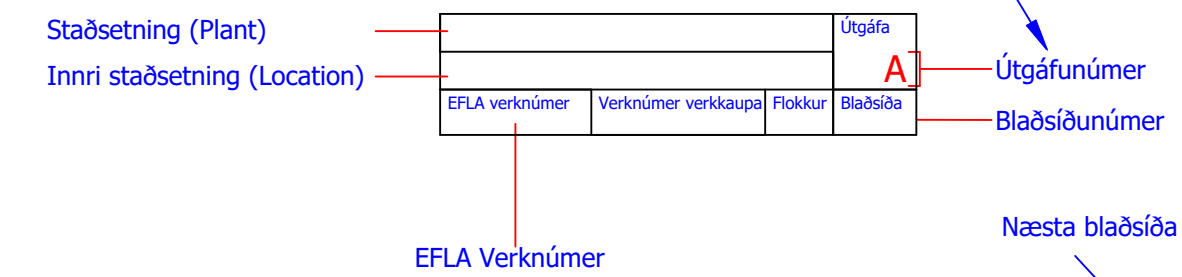 Staðsetning (Plant)
Útgáfa
Innri staðsetning (Location)
A
Útgáfunúmer
EFLA verknúmer
Verknúmer verkkaupa
Flokkur
Blaðsíða
Blaðsíðunúmer
Næsta blaðsíða
EFLA Verknúmer